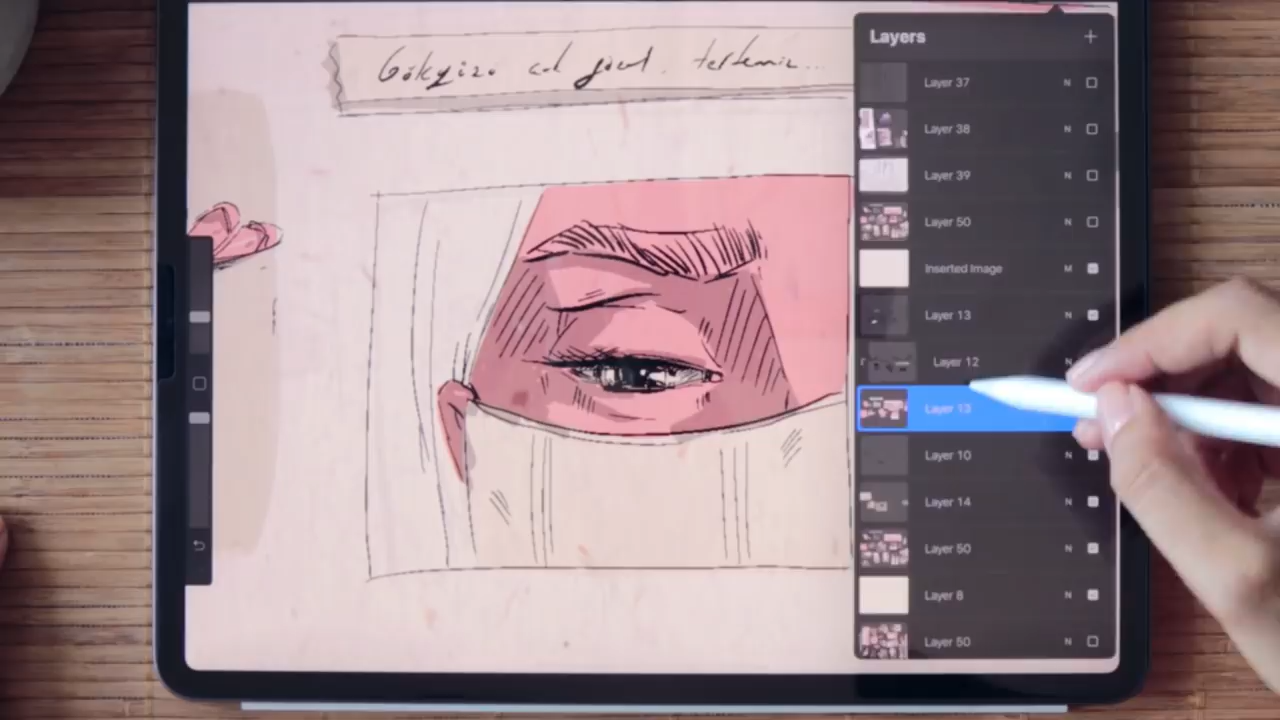 Layers
Layer 37 N
Layer 38 N
Layer 39 N
Layer 50 N
Inserted Image M
Layer 13 N
Layer 12 N
Layer 13 N
Layer 10 N
Layer 14 N
Layer 50 N
Layer 8 N
Layer 50 N